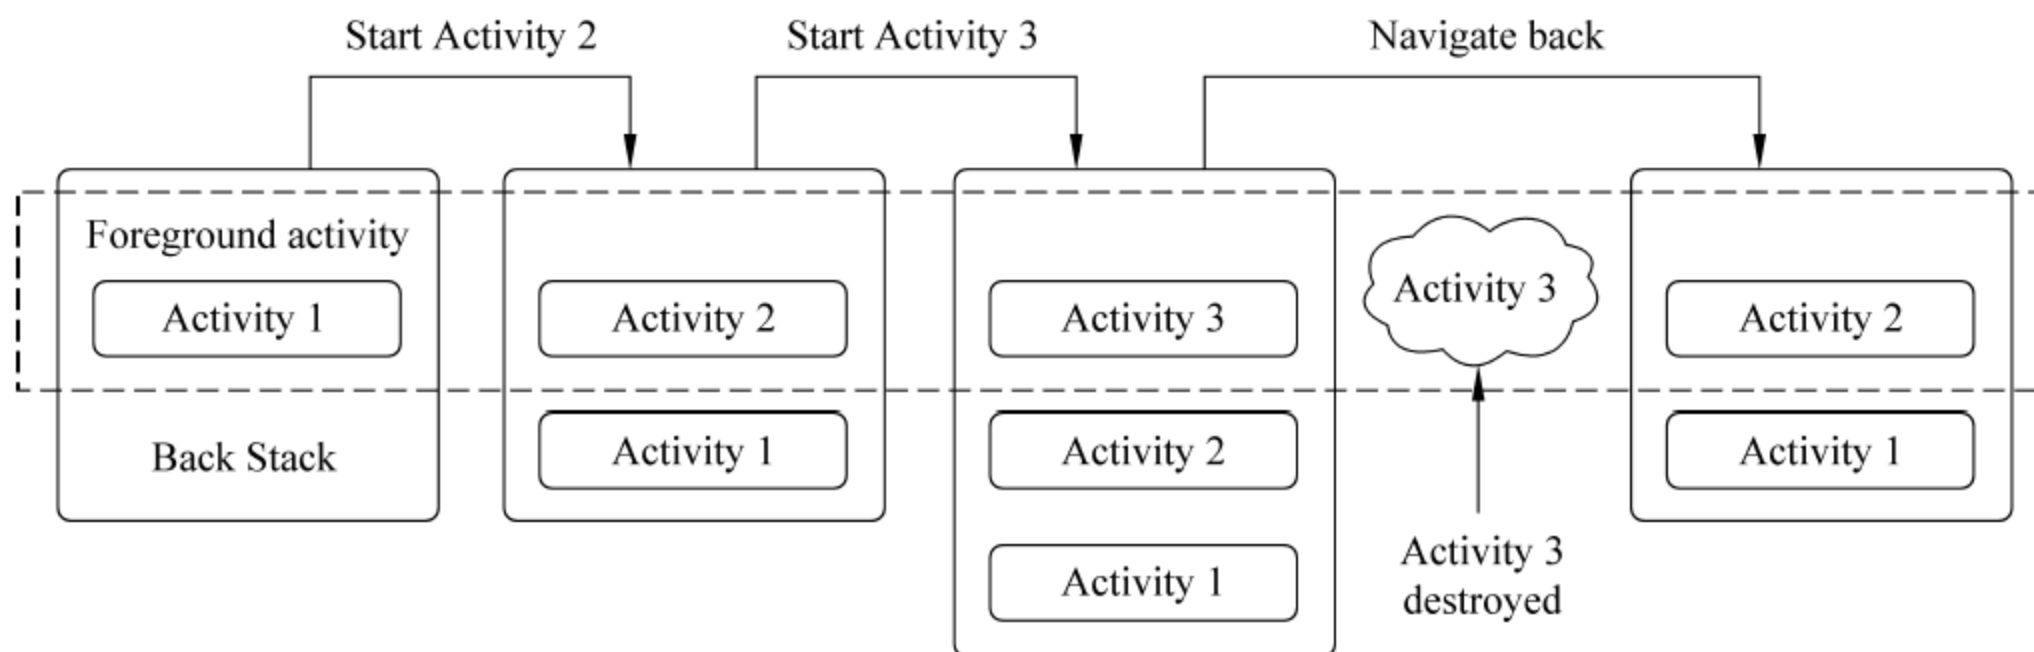 Start Activity 2
Start Activity 3
Navigate back
Foreground activity
Activity 1
Back Stack
Activity 2
Activity 1
Activity 3
Activity 2
Activity 1
Activity 3
Activity 3
destroyed
Activity 2
Activity 1